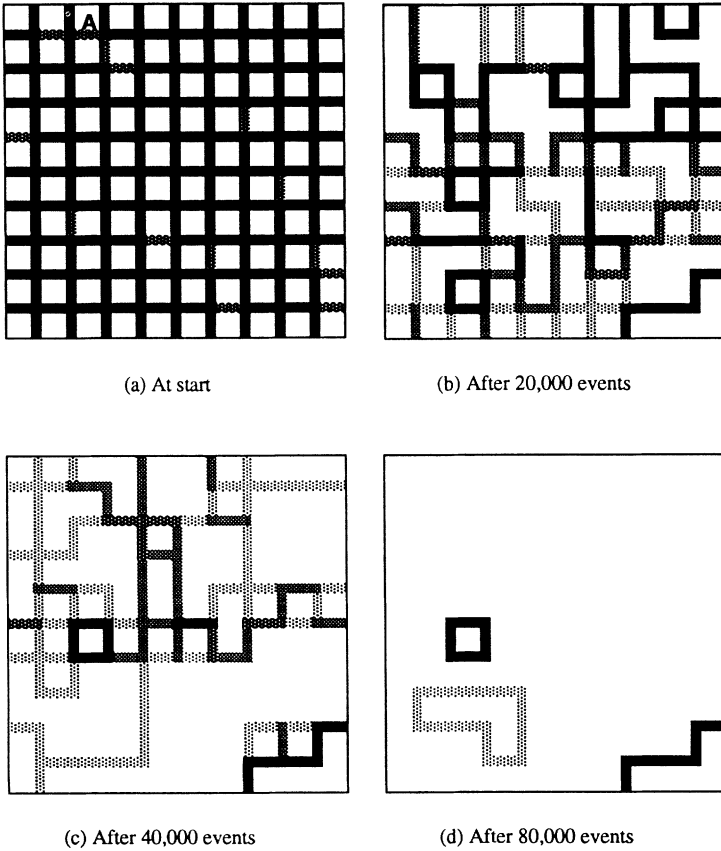 A
(a) At start
(b) After 20,000 events
(c) After 40,000 events
(d) After 80,000 events